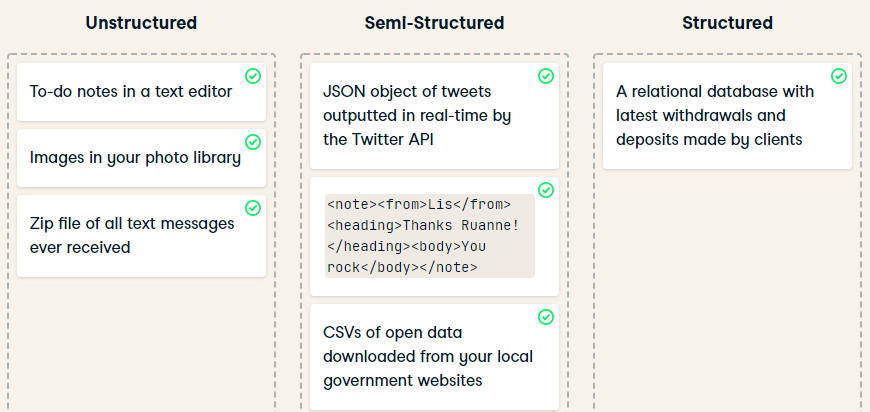 Unstructured
To-do notes in a text editor
Images in your photo library
Zip file of all text messages
ever received
Semi-Structured
JSON object of tweets
outputted in real-time by
the Twitter API
<note><from>Lis</from>
<heading>Thanks Ruanne!
</heading><body>You
rock</body></note>
CSVs of open data
downloaded from your local
government websites
Structured
A relational database with
latest withdrawals and
deposits made by clients